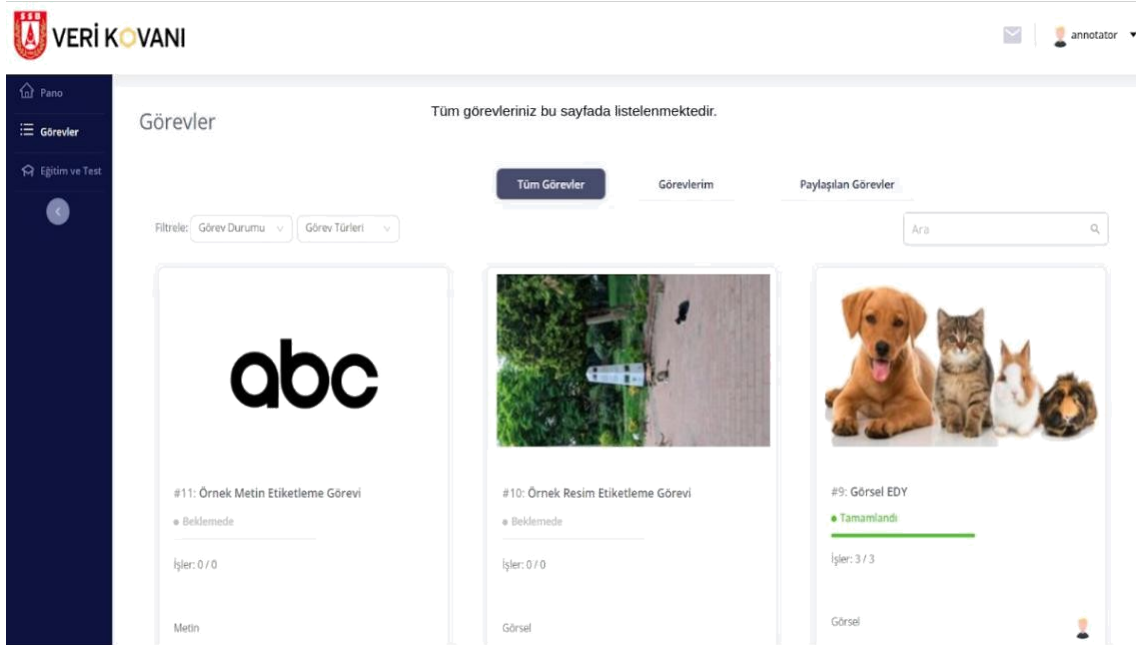 SSB
VERİ KOVANI
annotator
Pano
Görevler
Eğitim ve Test
Görevler
Tüm görevleriniz bu sayfada listelenmektedir.
Tüm Görevler
Görevlerim
Paylaşılan Görevler
Filtrele:
Görev Durumu
Görev Türleri
Ara
abc
#11: Örnek Metin Etiketleme Görevi
Beklemede
İşler: 0 / 0
Metin
#10: Örnek Resim Etiketleme Görevi
Beklemede
İşler: 0 / 0
Görsel
#9: Görsel EDY
Tamamlandı
İşler: 3 / 3
Görsel